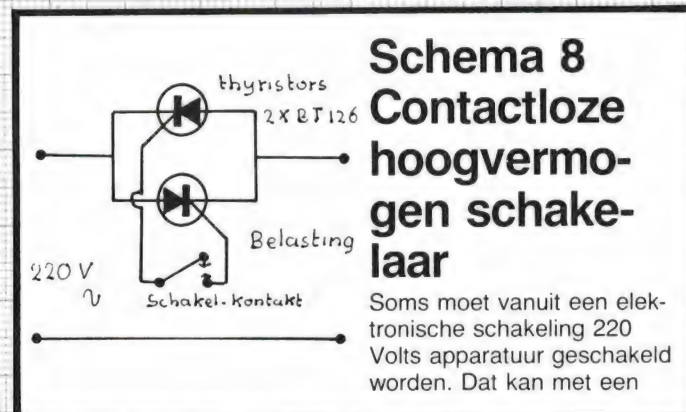 Schema 8
Contactloze
hoogvermo-
gen schake-
laar
Soms moet vanuit een elek-
tronische schakeling 220
Volts apparatuur geschakeld
worden. Dat kan met een
thyristors
2 X BT 126
Belasting
220 V
Schakel-kontakt